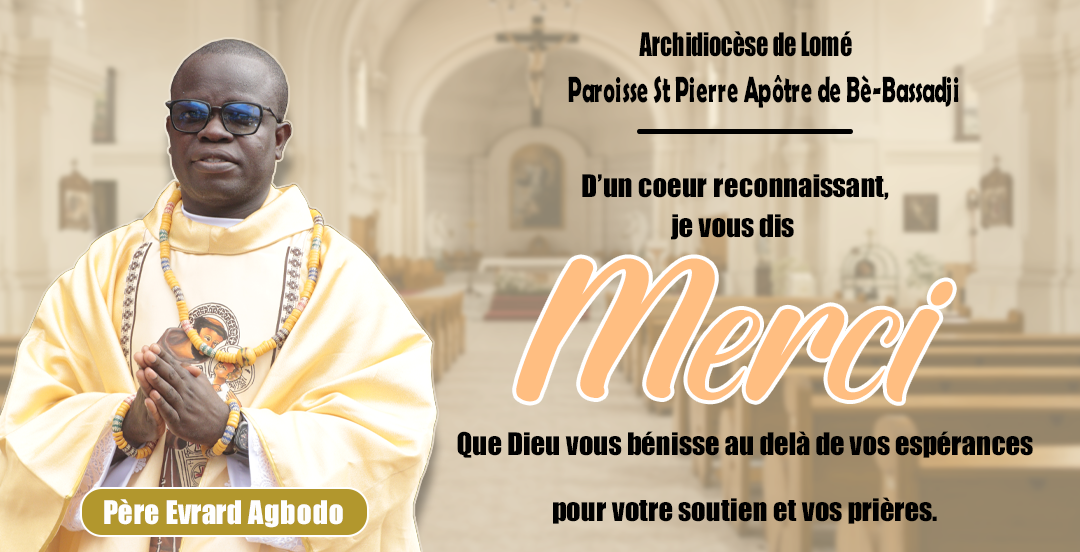 Archidiocèse de Lomé
Paroisse St Pierre Apôtre de Bè-Bassadji
D'un coeur reconnaissant,
je vous dis
Merci
Que Dieu vous bénisse au delà de vos espérances
pour votre soutien et vos prières.
Père Evrard Agbodo